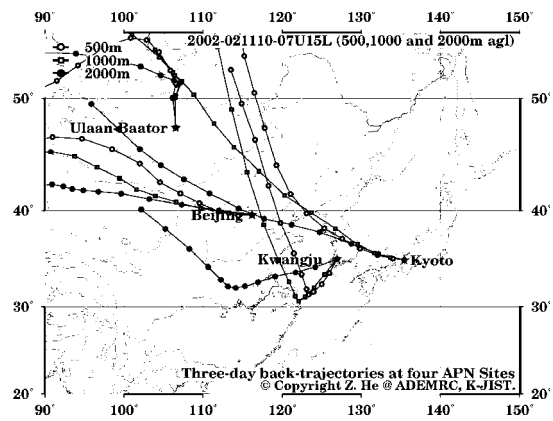 90° 100° 110° 120° 130° 140° 150°
2002-021110-07U15L (500,1000 and 2000m agl)
500m
1000m
2000m
50° 50°
Ulaan-Baator
40° 40°
Beijing
Kwangju
Kyoto
30° 30°
Three-day back-trajectories at four APN Sites
© Copyright Z. He @ ADEMRC, K-JIST.
20° 20°
90° 100° 110° 120° 130° 140° 150°